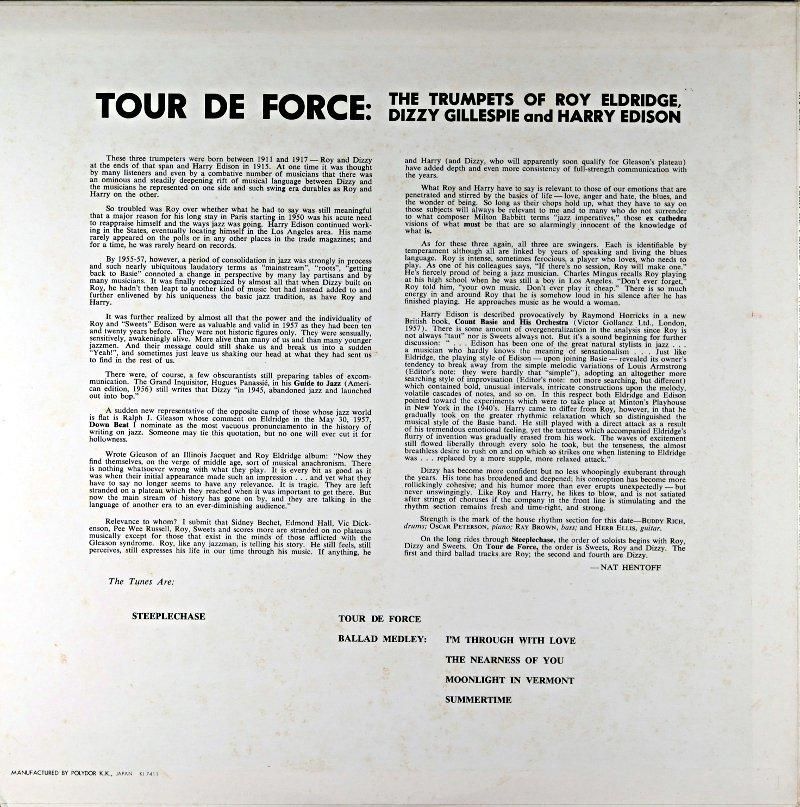 TOUR DE FORCE:
THE TRUMPETS OF ROY ELDRIDGE,
DIZZY GILLESPIE and HARRY EDISON
These three trumpeters were born between 1911 and 1917 — Roy and Dizzy
at the ends of that span and Harry Edison in 1915. At one time it was thought
by many listeners and even by a combative number of musicians that there was
an ominous and steadily deepening rift of musical language between Dizzy and
the musicians he represented on one side and such swing era durables as Roy and
Harry on the other.
So troubled was Roy over whether what he had to say was still meaningful
that a major reason for his long stay in Paris starting in 1950 was his acute need
to reappraise himself and the ways jazz was going. Harry Edison continued work-
ing in the States, eventually locating himself in the Los Angeles area. His name
rarely appeared on the polls or in any other places in the trade magazines; and
for a time, he was rarely heard on records.
By 1955-57, however, a period of consolidation in jazz was strongly in process
and such nearly ubiquitous laudatory terms as "mainstream", "roots", "getting
back to Basie" connoted a change in perspective by many lay partisans and by
many musicians. It was finally recognized by almost all that when Dizzy built on
Roy, he hadn't then leapt to another kind of music but had instead added to and
further enlivened by his uniqueness the basic jazz tradition, as have Roy and
Harry.
It was further realized by almost all that the power and the individuality of
Roy and "Sweets" Edison were as valuable and valid in 1957 as they had been ten
and twenty years before. They were not historic figures only. They were sensually,
sensitively, awakeningly alive. More alive than many of us and than many younger
jazzmen. And their message could still shake us and break us into a sudden
"Yeah!", and sometimes just leave us shaking our head at what they had sent us
to find in the rest of us.
There were, of course, a few obscurantists still preparing tables of excom-
munication. The Grand Inquisitor, Hugues Panassié, in his Guide to Jazz (Ameri-
can edition, 1956) still writes that Dizzy "in 1945, abandoned jazz and launched
out into bop."
A sudden new representative of the opposite camp of those whose jazz world
is flat is Ralph J. Gleason whose comment on Eldridge in the May 30, 1957,
Down Beat I nominate as the most vacuous pronunciamento in the history of
writing on jazz. Someone may tie this quotation, but no one will ever cut it for
hollowness.
Wrote Gleason of an Illinois Jacquet and Roy Eldridge album: "Now they
find themselves, on the verge of middle age, sort of musical anachronism. There
is nothing whatsoever wrong with what they play. It is every bit as good as it
was when their initial appearance made such an impression . . . and yet what they
have to say no longer seems to have any relevance. It is tragic. They are left
stranded on a plateau which they reached when it was important to get there. But
now the main stream of history has gone on by, and they are talking in the
language of another era to an ever-diminishing audience."
Relevance to whom? I submit that Sidney Bechet, Edmond Hall, Vic Dick-
enson, Pee Wee Russell, Roy, Sweets and scores more are stranded on no plateaus
musically except for those that exist in the minds of those afflicted with the
Gleason syndrome. Roy, like any jazzman, is telling his story. He still feels, still
perceives, still expresses his life in our time through his music. If anything, he
and Harry (and Dizzy, who will apparently soon qualify for Gleason's plateau)
have added depth and even more consistency of full-strength communication with
the years.
What Roy and Harry have to say is relevant to those of our emotions that are
penetrated and stirred by the basics of life — love, anger and hate, the blues, and
the wonder of being. So long as their chops hold up, what they have to say on
those subjects will always be relevant to me and to many who do not surrender
to what composer Milton Babbitt terms "jazz imperatives," those ex cathedra
visions of what must be that are so alarmingly innocent of the knowledge of
what is.
As for these three again, all three are swingers. Each is identifiable by
temperament although all are linked by years of speaking and living the blues
language. Roy is intense, sometimes ferocious, a player who loves, who needs to
play. As one of his colleagues says, "If there's no session, Roy will make one."
He's fiercely proud of being a jazz musician. Charles Mingus recalls Roy playing
at his high school when he was still a boy in Los Angeles. "Don't ever forget,"
Roy told him, "your own music. Don't ever play it cheap." There is so much
energy in and around Roy that he is somehow loud in his silence after he has
finished playing. He approaches music as he would a woman.
Harry Edison is described provocatively by Raymond Horricks in a new
British book, Count Basie and His Orchestra (Victor Gollancz Ltd., London,
1957). There is some amount of overgeneralization in the analysis since Roy is
not always "taut" nor is Sweets always not. But it's a sound beginning for further
discussion: " . . . Edison has been one of the great natural stylists in jazz . . .
a musician who hardly knows the meaning of sensationalism . . . . Just like
Eldridge, the playing style of Edison — upon joining Basie — revealed its owner's
tendency to break away from the simple melodic variations of Louis Armstrong
(Editor's note: they were hardly that "simple"), adopting an altogether more
searching style of improvisation (Editor's note: not more searching, but different)
which contained bold, unusual intervals, intricate constructions upon the melody,
volatile cascades of notes, and so on. In this respect both Eldridge and Edison
pointed toward the experiments which were to take place at Minton's Playhouse
in New York in the 1940's. Harry came to differ from Roy, however, in that he
gradually took on the greater rhythmic relaxation which so distinguished the
musical style of the Basie band. He still played with a direct attack as a result
of his tremendous emotional feeling, yet the tautness which accompanied Eldridge's
flurry of invention was gradually erased from his work. The waves of excitement
still flowed liberally through every solo he took, but the tenseness, the almost
breathless desire to rush on and on which so strikes one when listening to Eldridge
was . . . replaced by a more supple, more relaxed attack."
Dizzy has become more confident but no less whoopingly exuberant through
the years. His tone has broadened and deepened; his conception has become more
rollickingly cohesive; and his humor more than ever erupts unexpectedly — but
never unswingingly. Like Roy and Harry, he likes to blow, and is not satiated
after strings of choruses if the company in the front line is stimulating and the
rhythm section remains fresh and time-right, and strong.
Strength is the mark of the house rhythm section for this date—BUDDY RICH,
drums; OSCAR PETERSON, piano; RAY BROWN, bass; and HERB ELLIS, guitar.
On the long rides through Steeplechase, the order of soloists begins with Roy,
Dizzy and Sweets. On Tour de Force, the order is Sweets, Roy and Dizzy. The
first and third ballad tracks are Roy; the second and fourth are Dizzy.
— NAT HENTOFF
The Tunes Are:
STEEPLECHASE
TOUR DE FORCE
BALLAD MEDLEY: I'M THROUGH WITH LOVE
THE NEARNESS OF YOU
MOONLIGHT IN VERMONT
SUMMERTIME
MANUFACTURED BY POLYDOR K.K., JAPAN KI 7411